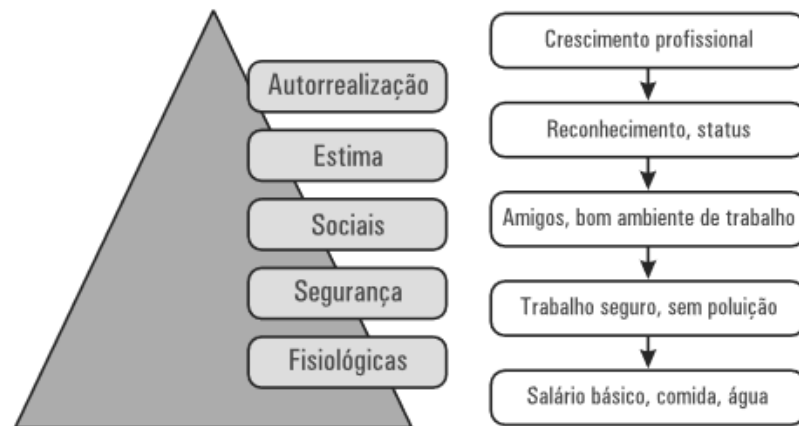 Autorrealização
Estima
Sociais
Segurança
Fisiológicas
Crescimento profissional
Reconhecimento, status
Amigos, bom ambiente de trabalho
Trabalho seguro, sem poluição
Salário básico, comida, água